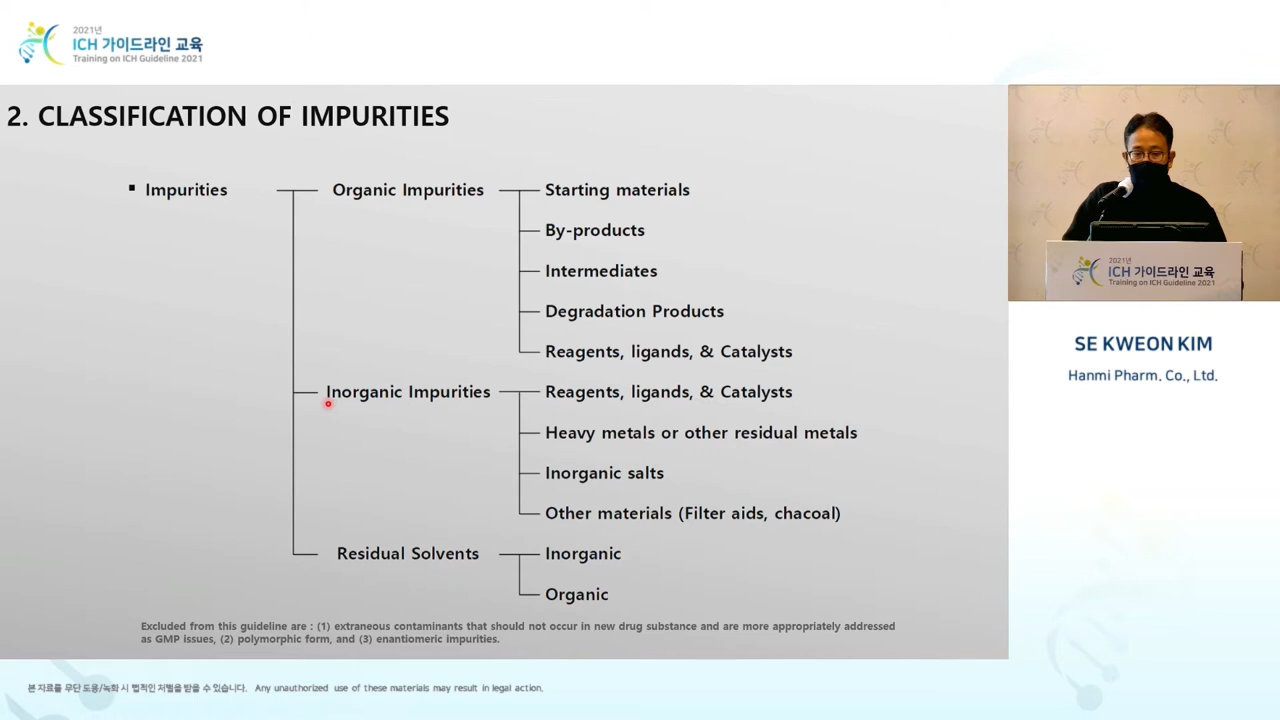 2021년
ICH 가이드라인 교육
Training on ICH Guideline 2021
2. CLASSIFICATION OF IMPURITIES
▪ Impurities
Organic Impurities
Starting materials
By-products
Intermediates
Degradation Products
Reagents, ligands, & Catalysts
Inorganic Impurities
Reagents, ligands, & Catalysts
Heavy metals or other residual metals
Inorganic salts
Other materials (Filter aids, chacoal)
Residual Solvents
Inorganic
Organic
Excluded from this guideline are : (1) extraneous contaminants that should not occur in new drug substance and are more appropriately addressed
as GMP issues, (2) polymorphic form, and (3) enantiomeric impurities.
2021년
ICH 가이드라인 교육
Training on ICH Guideline 2021
SE KWEON KIM
Hanmi Pharm. Co., Ltd.
본 자료를 무단 도용/녹화 시 법적인 처벌을 받을 수 있습니다. Any unauthorized use of these materials may result in legal action.